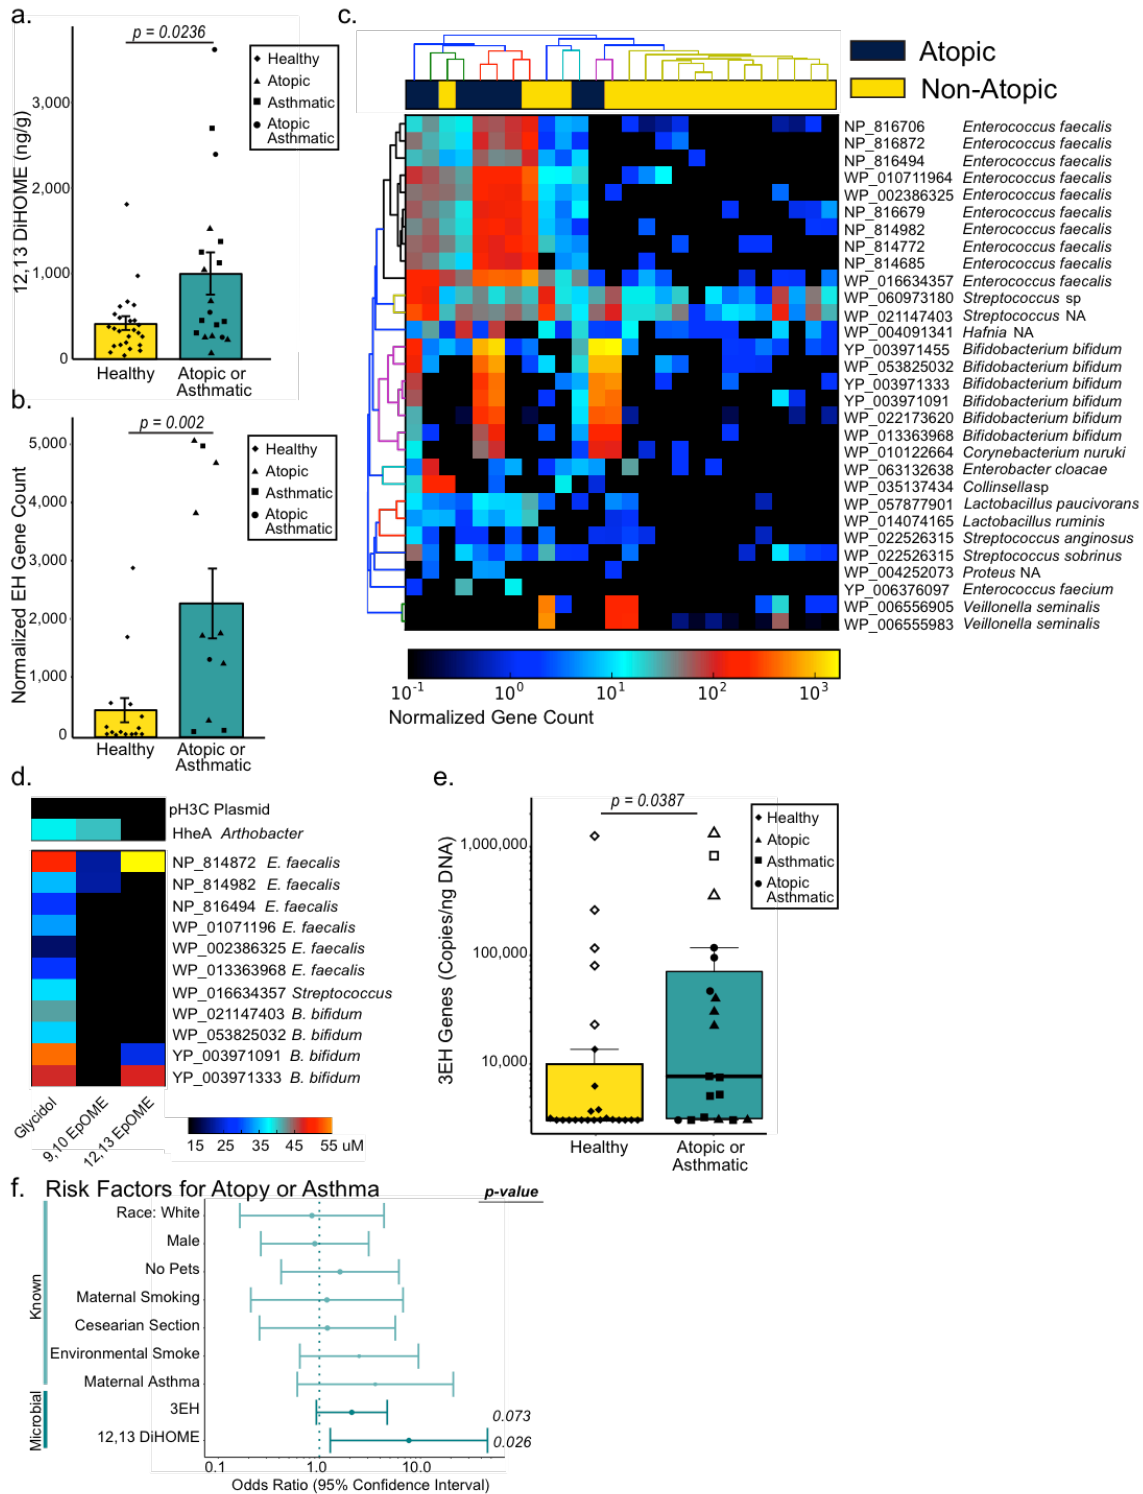 a.
p = 0.0236
12,13 DiHOME (ng/g)
3,000
2,000
1,000
0
Healthy
Atopic
Asthmatic
Atopic
Asthmatic
Healthy
Atopic or
Asthmatic
b.
p = 0.002
Normalized EH Gene Count
5,000
4,000
3,000
2,000
1,000
0
Healthy
Atopic
Asthmatic
Atopic
Asthmatic
Healthy
Atopic or
Asthmatic
c.
Atopic
Non-Atopic
NP_816706 Enterococcus faecalis
NP_816872 Enterococcus faecalis
NP_816494 Enterococcus faecalis
WP_010711964 Enterococcus faecalis
WP_002386325 Enterococcus faecalis
NP_816679 Enterococcus faecalis
NP_814982 Enterococcus faecalis
NP_814772 Enterococcus faecalis
NP_814685 Enterococcus faecalis
WP_016634357 Enterococcus faecalis
WP_060973180 Streptococcus sp
WP_021147403 Streptococcus NA
WP_004091341 Hafnia NA
YP_003971455 Bifidobacterium bifidum
WP_053825032 Bifidobacterium bifidum
YP_003971333 Bifidobacterium bifidum
YP_003971091 Bifidobacterium bifidum
WP_022173620 Bifidobacterium bifidum
WP_013363968 Bifidobacterium bifidum
WP_010122664 Corynebacterium nuruki
WP_063132638 Enterobacter cloacae
WP_035137434 Collinsellasp
WP_057877901 Lactobacillus paucivorans
WP_014074165 Lactobacillus ruminis
WP_022526315 Streptococcus anginosus
WP_022526315 Streptococcus sobrinus
WP_004252073 Proteus NA
YP_006376097 Enterococcus faecium
WP_006556905 Veillonella seminalis
WP_006555983 Veillonella seminalis
10-1 100 101 102 103
Normalized Gene Count
d.
pH3C Plasmid
HheA Arthobacter
NP_814872 E. faecalis
NP_814982 E. faecalis
NP_816494 E. faecalis
WP_01071196 E. faecalis
WP_002386325 E. faecalis
WP_013363968 E. faecalis
WP_016634357 Streptococcus
WP_021147403 B. bifidum
WP_053825032 B. bifidum
YP_003971091 B. bifidum
YP_003971333 B. bifidum
Glycidol
9,10 EpOME
12,13 EpOME
15 25 35 45 55 uM
e.
p = 0.0387
3EH Genes (Copies/ng DNA)
1,000,000
100,000
10,000
Healthy
Atopic
Asthmatic
Atopic
Asthmatic
Healthy
Atopic or
Asthmatic
f. Risk Factors for Atopy or Asthma
p-value
Known
Race: White
Male
No Pets
Maternal Smoking
Cesearian Section
Environmental Smoke
Maternal Asthma
Microbial
3EH
0.073
12,13 DiHOME
0.026
0.1 1.0 10.0
Odds Ratio (95% Confidence Interval)